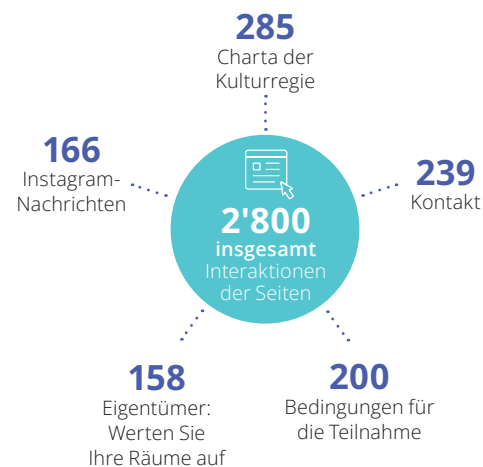 285
Charta der
Kulturregie
166
Instagram-
Nachrichten
239
Kontakt
2'800
insgesamt
Interaktionen
der Seiten
158
Eigentümer:
Werten Sie
Ihre Räume auf
200
Bedingungen für
die Teilnahme